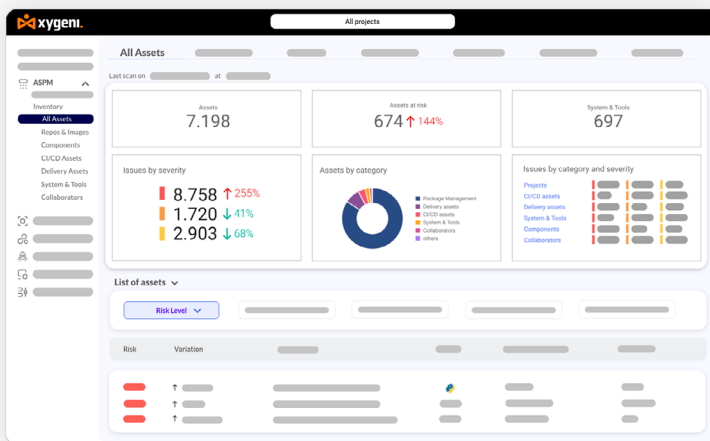 xygeni.
All projects
All Assets
Last scan on at
ASPM
Inventory
All Assets
Repos & Images
Components
CI/CD Assets
Delivery Assets
System & Tools
Collaborators
Assets
7.198
Assets at risk
674 ↑ 144%
System & Tools
697
Issues by severity
8.758 ↑ 255%
1.720 ↓ 41%
2.903 ↓ 68%
Assets by category
Package Management
Delivery assets
CI/CD assets
System & Tools
Collaborators
others
Issues by category and severity
Projects
CI/CD assets
Delivery assets
System & Tools
Components
Collaborators
List of assets
Risk Level
Risk Variation